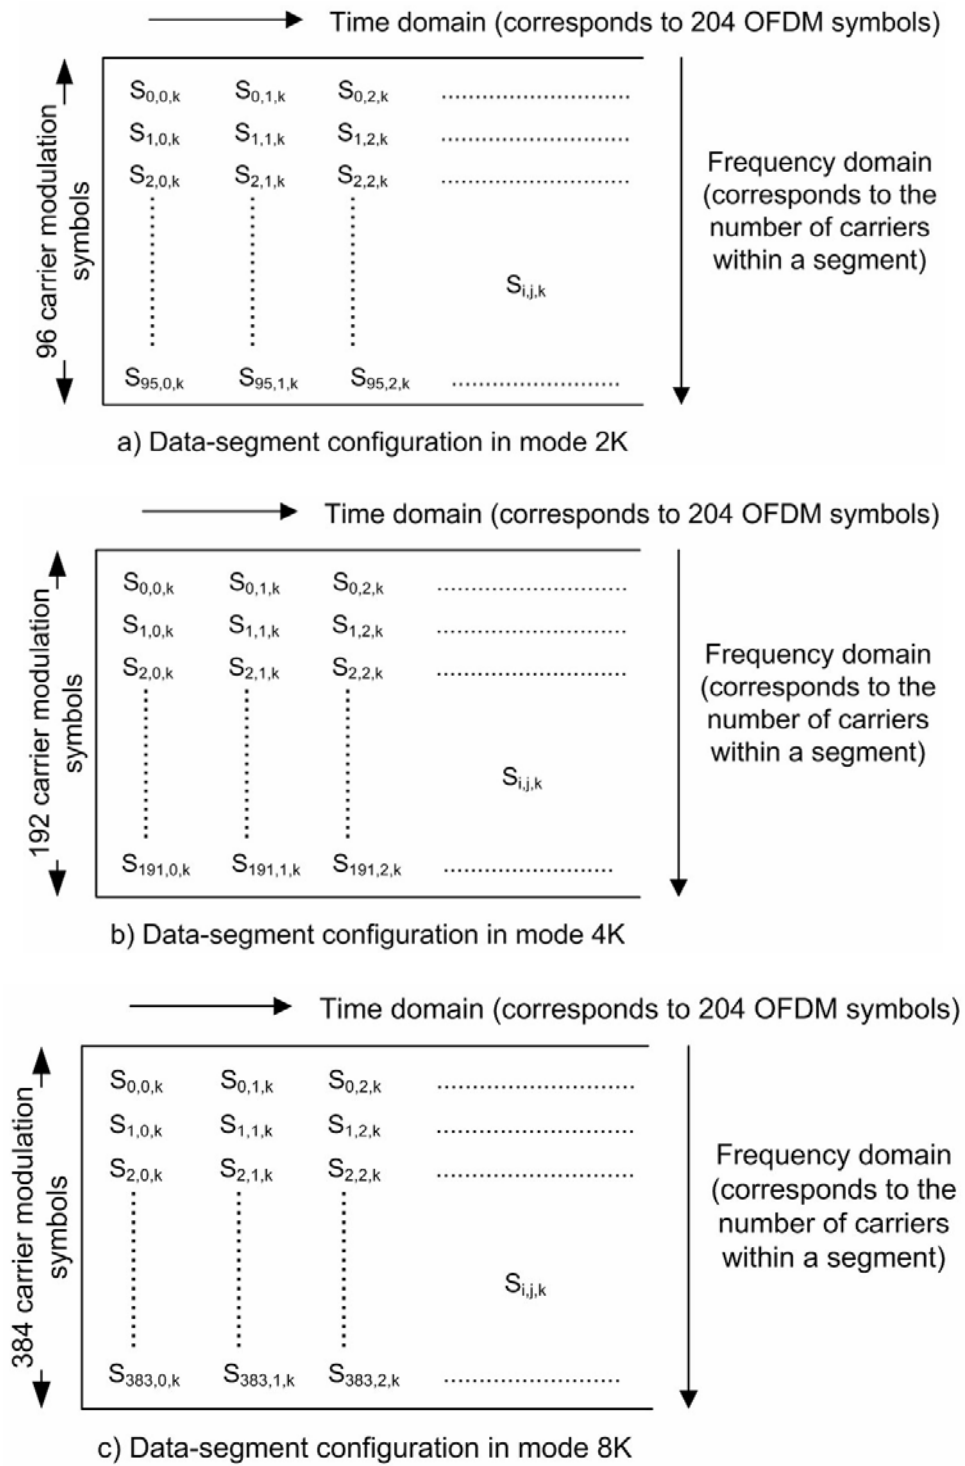 Time domain (corresponds to 204 OFDM symbols)
96 carrier modulation
symbols
S0,0,k S0,1,k S0,2,k ................................
S1,0,k S1,1,k S1,2,k ................................
S2,0,k S2,1,k S2,2,k ................................
Si,j,k
S95,0,k S95,1,k S95,2,k ............................
Frequency domain
(corresponds to the
number of carriers
within a segment)
a) Data-segment configuration in mode 2K
Time domain (corresponds to 204 OFDM symbols)
192 carrier modulation
symbols
S0,0,k S0,1,k S0,2,k ................................
S1,0,k S1,1,k S1,2,k ................................
S2,0,k S2,1,k S2,2,k ................................
Si,j,k
S191,0,k S191,1,k S191,2,k ............................
Frequency domain
(corresponds to the
number of carriers
within a segment)
b) Data-segment configuration in mode 4K
Time domain (corresponds to 204 OFDM symbols)
384 carrier modulation
symbols
S0,0,k S0,1,k S0,2,k ................................
S1,0,k S1,1,k S1,2,k ................................
S2,0,k S2,1,k S2,2,k ................................
Si,j,k
S383,0,k S383,1,k S383,2,k ............................
Frequency domain
(corresponds to the
number of carriers
within a segment)
c) Data-segment configuration in mode 8K